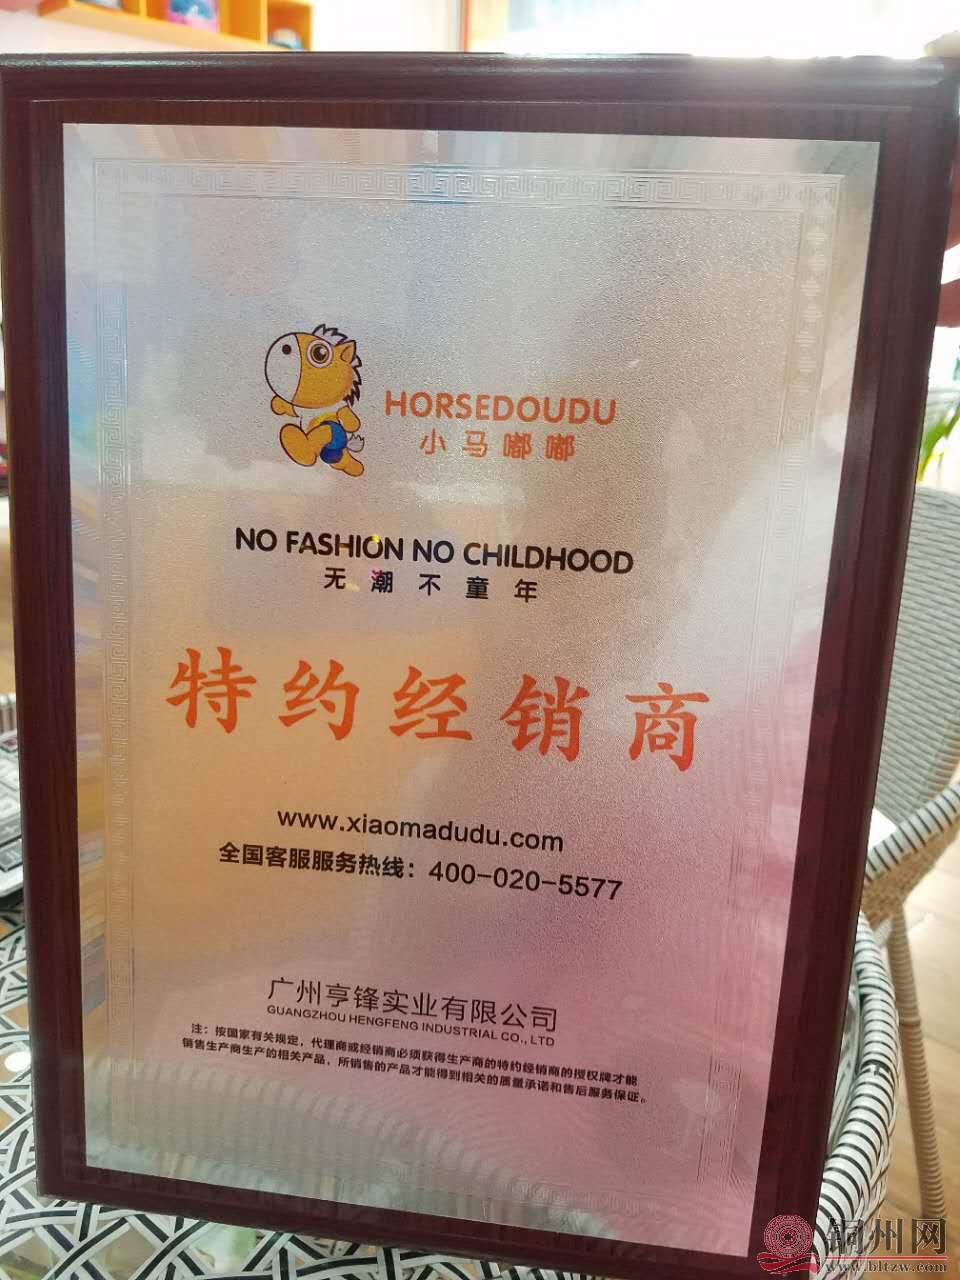 HORSEDOUDU
小马嘟嘟
NO FASHION NO CHILDHOOD
无潮不童年
特约经销商
www.xiaomadudu.com
全国客服服务热线：400-020-5577
广州亨锋实业有限公司
GUANGZHOU HENGFENG INDUSTRIAL CO., LTD
注：按国家有关规定，代理商或经销商必须获得生产商的特约经销商的授权牌才能
销售生产商生产的相关产品，所销售的产品才能得到相关的质量承诺和售后服务保证。
铜州网
www.bltzw.com